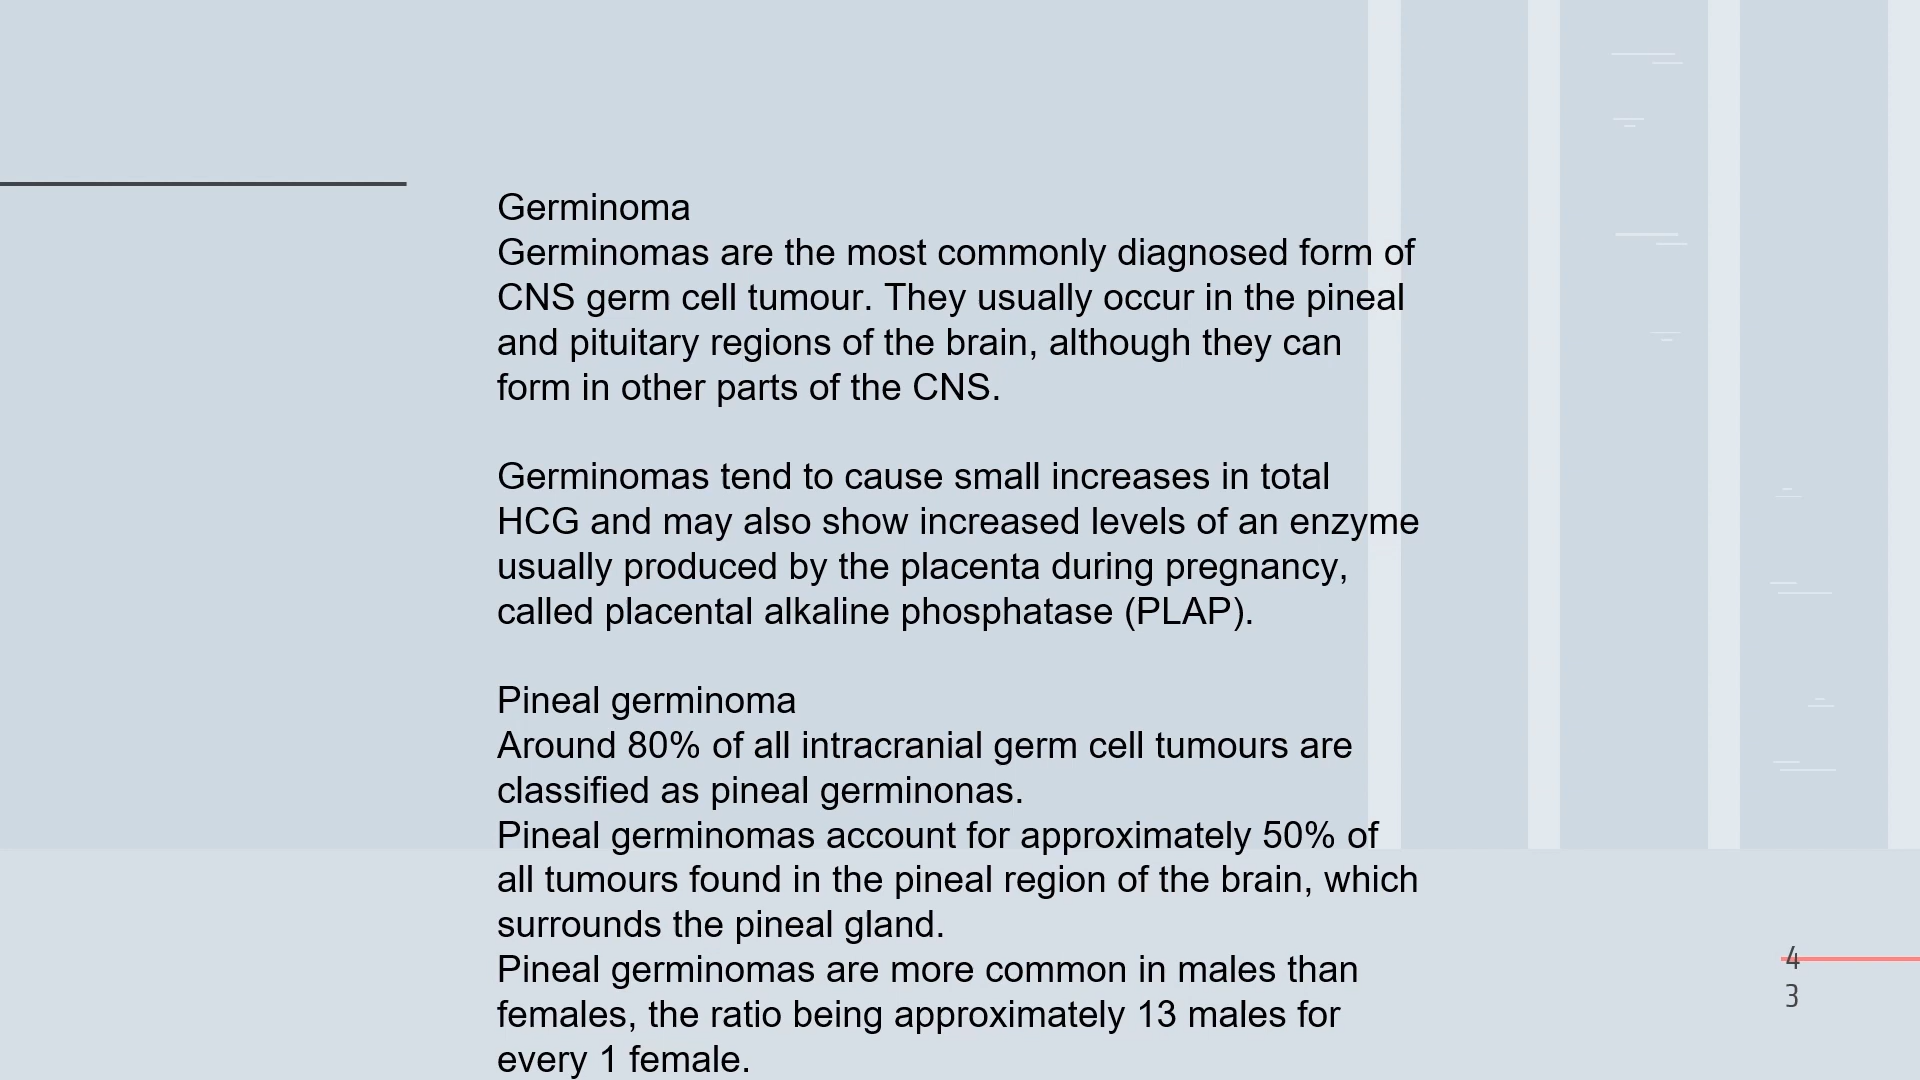 Germinoma
Germinomas are the most commonly diagnosed form of
CNS germ cell tumour. They usually occur in the pineal
and pituitary regions of the brain, although they can
form in other parts of the CNS.
Germinomas tend to cause small increases in total
HCG and may also show increased levels of an enzyme
usually produced by the placenta during pregnancy,
called placental alkaline phosphatase (PLAP).
Pineal germinoma
Around 80% of all intracranial germ cell tumours are
classified as pineal germinonas.
Pineal germinomas account for approximately 50% of
all tumours found in the pineal region of the brain, which
surrounds the pineal gland.
Pineal germinomas are more common in males than
females, the ratio being approximately 13 males for
every 1 female.
4
3